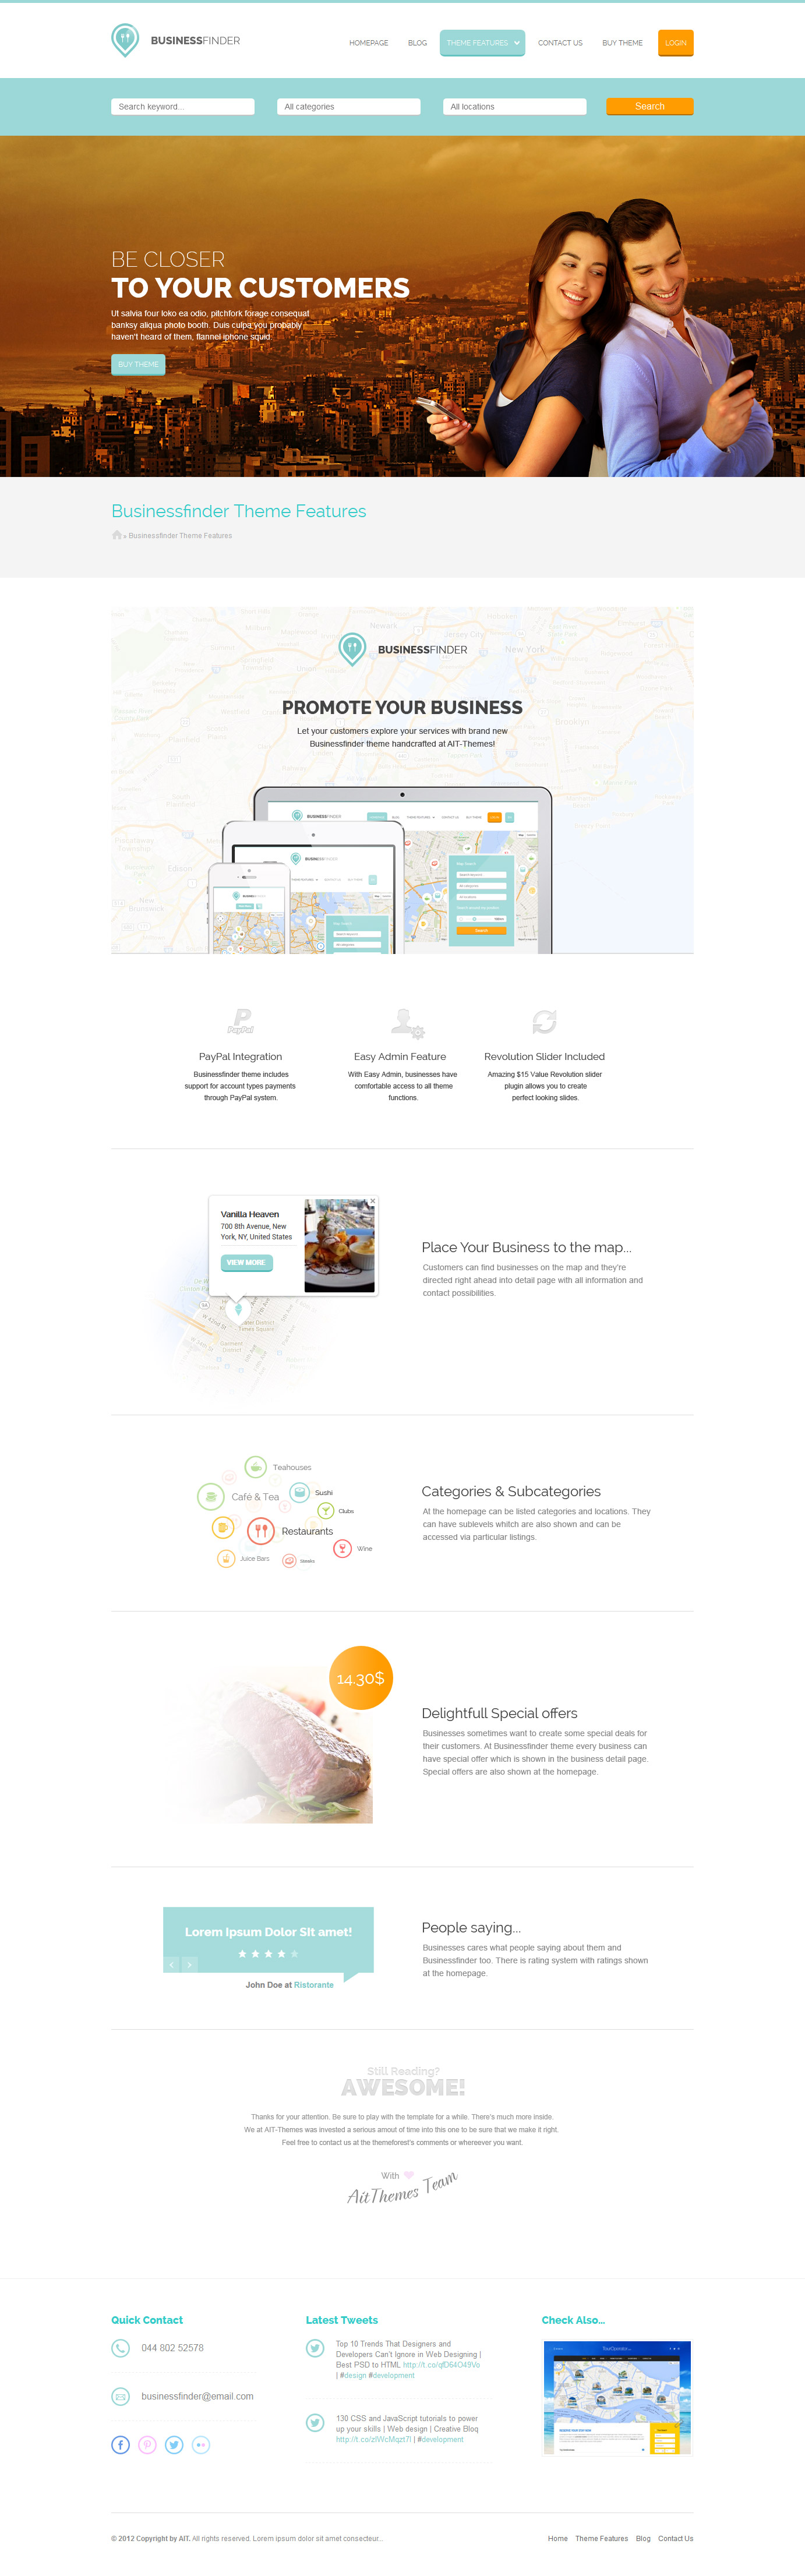 BUSINESSFINDER
HOMEPAGE
BLOG
THEME FEATURES
CONTACT US
BUY THEME
LOGIN
Search keyword...
All categories
All locations
Search
BE CLOSER
TO YOUR CUSTOMERS
Ut salvia four loko ea odio, pitchfork forage consequat
banksy aliqua photo booth. Duis culpa you probably
haven't heard of them, flannel iphone squid.
BUY THEME
Businessfinder Theme Features
» Businessfinder Theme Features
BUSINESSFINDER
PROMOTE YOUR BUSINESS
Let your customers explore your services with brand new
Businessfinder theme handcrafted at AIT-Themes!
Newark
Jersey City
New York
Brooklyn
Edison
New Brunswick
BUSINESSFINDER
PayPal
PayPal Integration
Businessfinder theme includes
support for account types payments
through PayPal system.
Easy Admin Feature
With Easy Admin, businesses have
comfortable access to all theme
functions.
Revolution Slider Included
Amazing $15 Value Revolution slider
plugin allows you to create
perfect looking slides.
Vanilla Heaven
700 8th Avenue, New
York, NY, United States
VIEW MORE
Place Your Business to the map...
Customers can find businesses on the map and they're
directed right ahead into detail page with all information and
contact possibilities.
Teahouses
Café & Tea
Sushi
Clubs
Restaurants
Wine
Juice Bars
Steaks
Categories & Subcategories
At the homepage can be listed categories and locations. They
can have sublevels whitch are also shown and can be
accessed via particular listings.
14.30$
Delightfull Special offers
Businesses sometimes want to create some special deals for
their customers. At Businessfinder theme every business can
have special offer which is shown in the business detail page.
Special offers are also shown at the homepage.
Lorem Ipsum Dolor Sit amet!
John Doe at Ristorante
People saying...
Businesses cares what people saying about them and
Businessfinder too. There is rating system with ratings shown
at the homepage.
Still Reading?
AWESOME!
Thanks for your attention. Be sure to play with the template for a while. There's much more inside.
We at AIT-Themes was invested a serious amout of time into this one to be sure that we make it right.
Feel free to contact us at the themeforest's comments or whereever you want.
With
AitThemes Team
Quick Contact
044 802 52578
businessfinder@email.com
Latest Tweets
Top 10 Trends That Designers and
Developers Can't Ignore in Web Designing |
Best PSD to HTML http://t.co/qfD64O49Vo
| #design #development
130 CSS and JavaScript tutorials to power
up your skills | Web design | Creative Bloq
http://t.co/zIWcMqzt7I | #development
Check Also...
© 2012 Copyright by AIT. All rights reserved. Lorem ipsum dolor sit amet consecteur...
Home
Theme Features
Blog
Contact Us